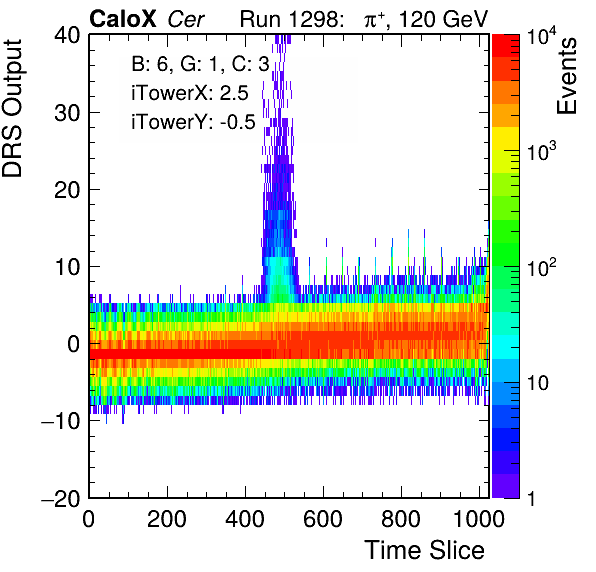 CaloX Cer Run 1298: π⁺, 120 GeV
B: 6, G: 1, C: 3
iTowerX: 2.5
iTowerY: -0.5
DRS Output
40
30
20
10
0
−10
−20
0 200 400 600 800 1000
Time Slice
Events
10⁴
10³
10²
10
1